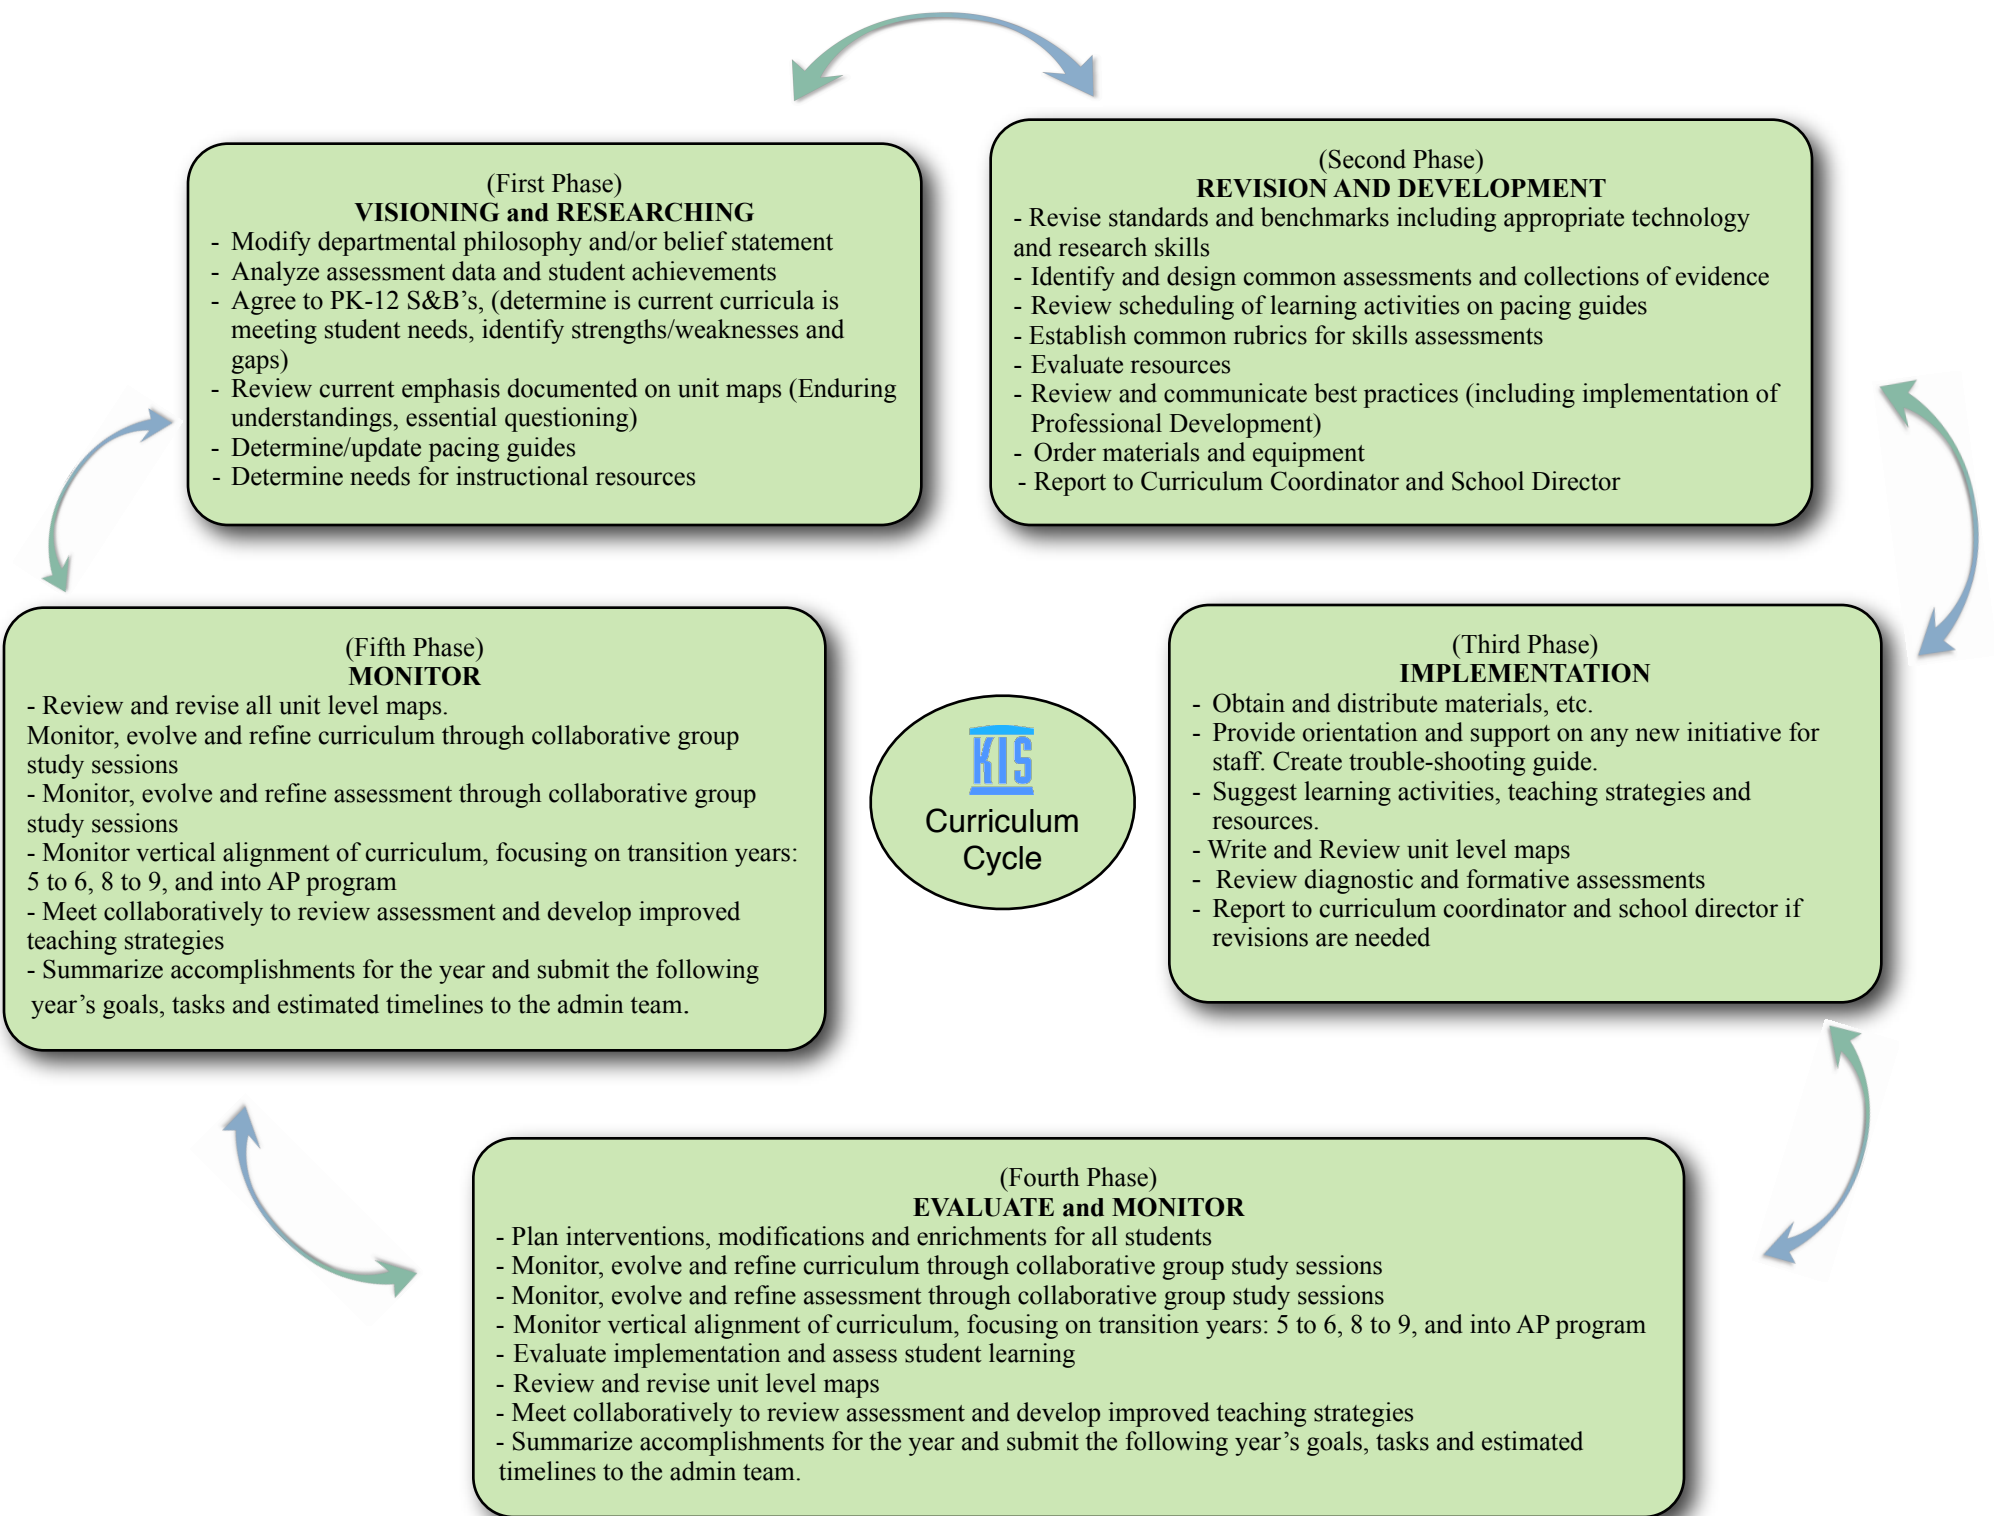 (First Phase)
VISIONING and RESEARCHING
- Modify departmental philosophy and/or belief statement
- Analyze assessment data and student achievements
- Agree to PK-12 S&B’s, (determine is current curricula is
meeting student needs, identify strengths/weaknesses and
gaps)
- Review current emphasis documented on unit maps (Enduring
understandings, essential questioning)
- Determine/update pacing guides
- Determine needs for instructional resources
(Second Phase)
REVISION AND DEVELOPMENT
- Revise standards and benchmarks including appropriate technology
and research skills
- Identify and design common assessments and collections of evidence
- Review scheduling of learning activities on pacing guides
- Establish common rubrics for skills assessments
- Evaluate resources
- Review and communicate best practices (including implementation of
Professional Development)
- Order materials and equipment
- Report to Curriculum Coordinator and School Director
(Fifth Phase)
MONITOR
- Review and revise all unit level maps.
Monitor, evolve and refine curriculum through collaborative group
study sessions
- Monitor, evolve and refine assessment through collaborative group
study sessions
- Monitor vertical alignment of curriculum, focusing on transition years:
5 to 6, 8 to 9, and into AP program
- Meet collaboratively to review assessment and develop improved
teaching strategies
- Summarize accomplishments for the year and submit the following
year’s goals, tasks and estimated timelines to the admin team.
KIS
Curriculum
Cycle
(Third Phase)
IMPLEMENTATION
- Obtain and distribute materials, etc.
- Provide orientation and support on any new initiative for
staff. Create trouble-shooting guide.
- Suggest learning activities, teaching strategies and
resources.
- Write and Review unit level maps
- Review diagnostic and formative assessments
- Report to curriculum coordinator and school director if
revisions are needed
(Fourth Phase)
EVALUATE and MONITOR
- Plan interventions, modifications and enrichments for all students
- Monitor, evolve and refine curriculum through collaborative group study sessions
- Monitor, evolve and refine assessment through collaborative group study sessions
- Monitor vertical alignment of curriculum, focusing on transition years: 5 to 6, 8 to 9, and into AP program
- Evaluate implementation and assess student learning
- Review and revise unit level maps
- Meet collaboratively to review assessment and develop improved teaching strategies
- Summarize accomplishments for the year and submit the following year’s goals, tasks and estimated
timelines to the admin team.